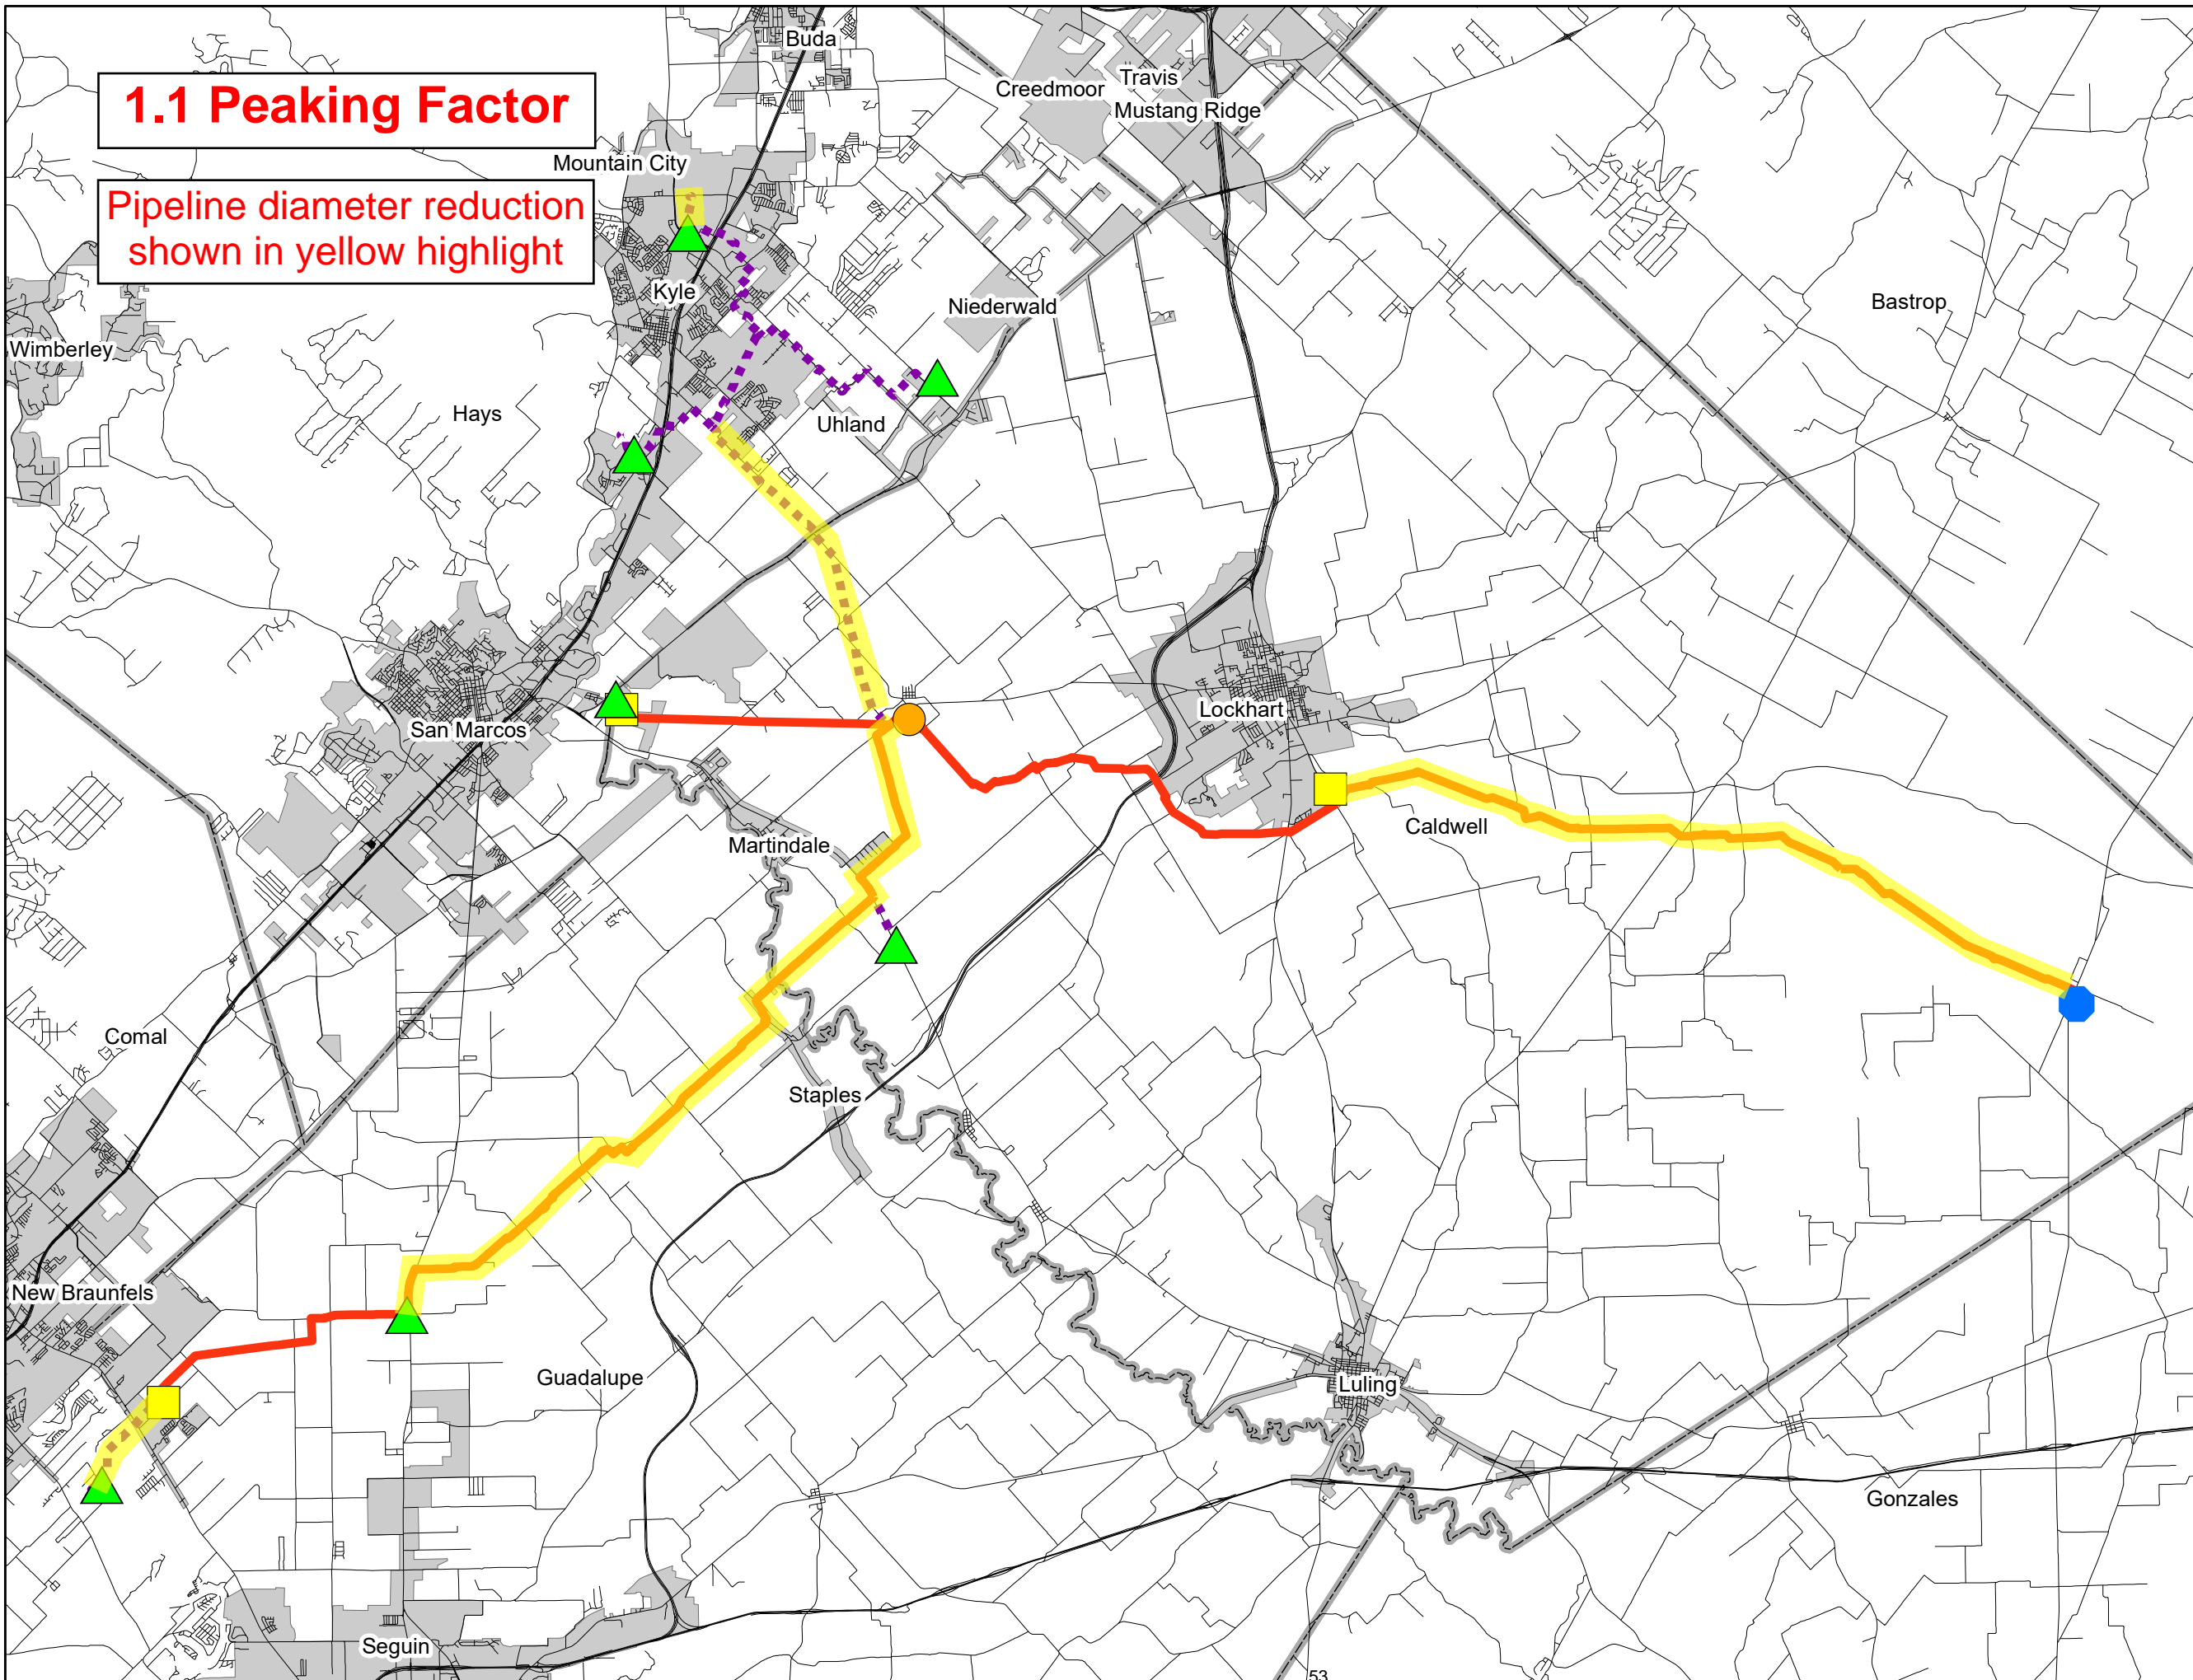 Buda
1.1 Peaking Factor
Travis
Creedmoor
Mustang Ridge
Mountain City
Pipeline diameter reduction
shown in yellow highlight
Kyle
Niederwald
Bastrop
Wimberley
Hays
Uhland
Lockhart
San Marcos
Caldwell
Martindale
Comal
Staples
New Braunfels
Guadalupe
Luling
Gonzales
Seguin
53